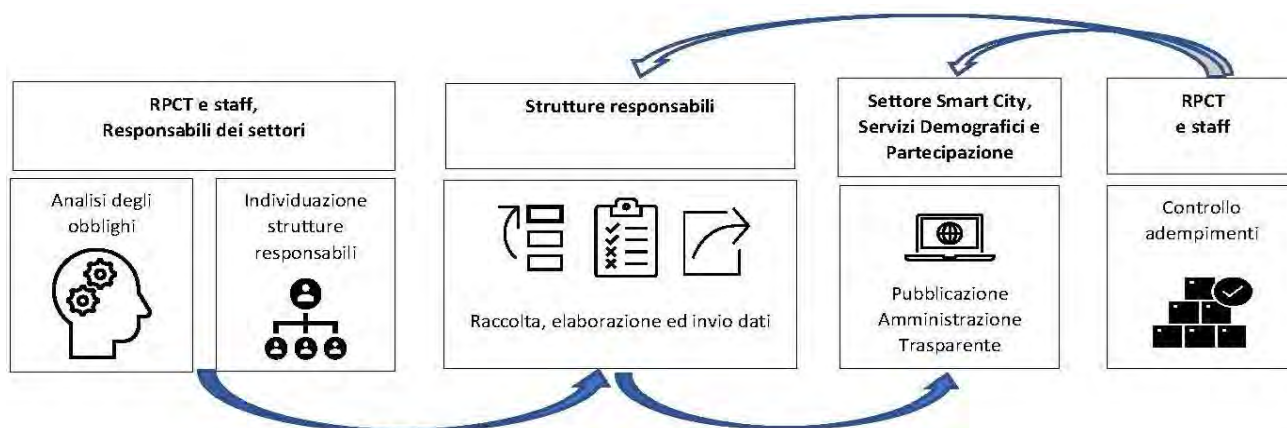 RPCT e staff,
Responsabili dei settori
Analisi degli
obblighi
Individuazione
strutture
responsabili
Strutture responsabili
Raccolta, elaborazione ed invio dati
Settore Smart City,
Servizi Demografici e
Partecipazione
Pubblicazione
Amministrazione
Trasparente
RPCT
e staff
Controllo
adempimenti